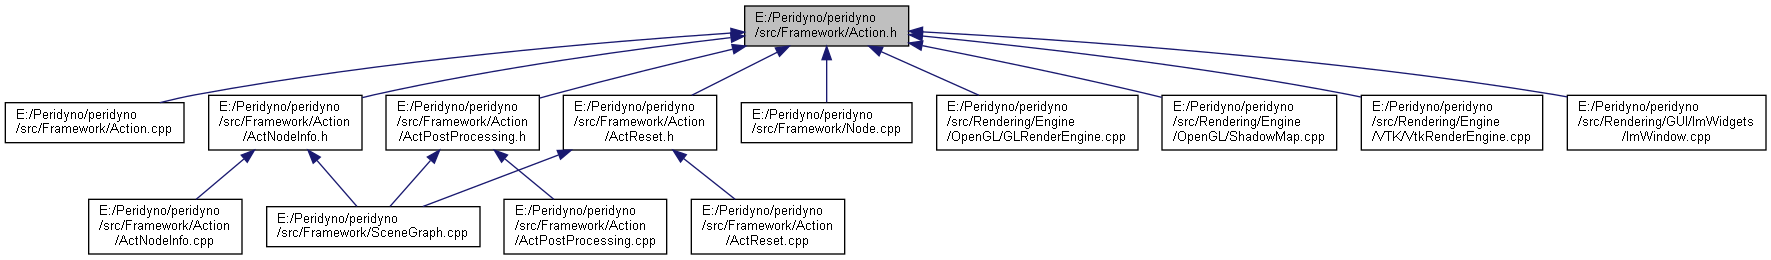 E:/Peridyno/peridyno
/src/Framework/Action.h
E:/Peridyno/peridyno
/src/Framework/Action.cpp
E:/Peridyno/peridyno
/src/Framework/Action
/ActNodeInfo.h
E:/Peridyno/peridyno
/src/Framework/Action
/ActPostProcessing.h
E:/Peridyno/peridyno
/src/Framework/Action
/ActReset.h
E:/Peridyno/peridyno
/src/Framework/Node.cpp
E:/Peridyno/peridyno
/src/Rendering/Engine
/OpenGL/GLRenderEngine.cpp
E:/Peridyno/peridyno
/src/Rendering/Engine
/OpenGL/ShadowMap.cpp
E:/Peridyno/peridyno
/src/Rendering/Engine
/VTK/VtkRenderEngine.cpp
E:/Peridyno/peridyno
/src/Rendering/GUI/ImWidgets
/ImWindow.cpp
E:/Peridyno/peridyno
/src/Framework/Action
/ActNodeInfo.cpp
E:/Peridyno/peridyno
/src/Framework/SceneGraph.cpp
E:/Peridyno/peridyno
/src/Framework/Action
/ActPostProcessing.cpp
E:/Peridyno/peridyno
/src/Framework/Action
/ActReset.cpp